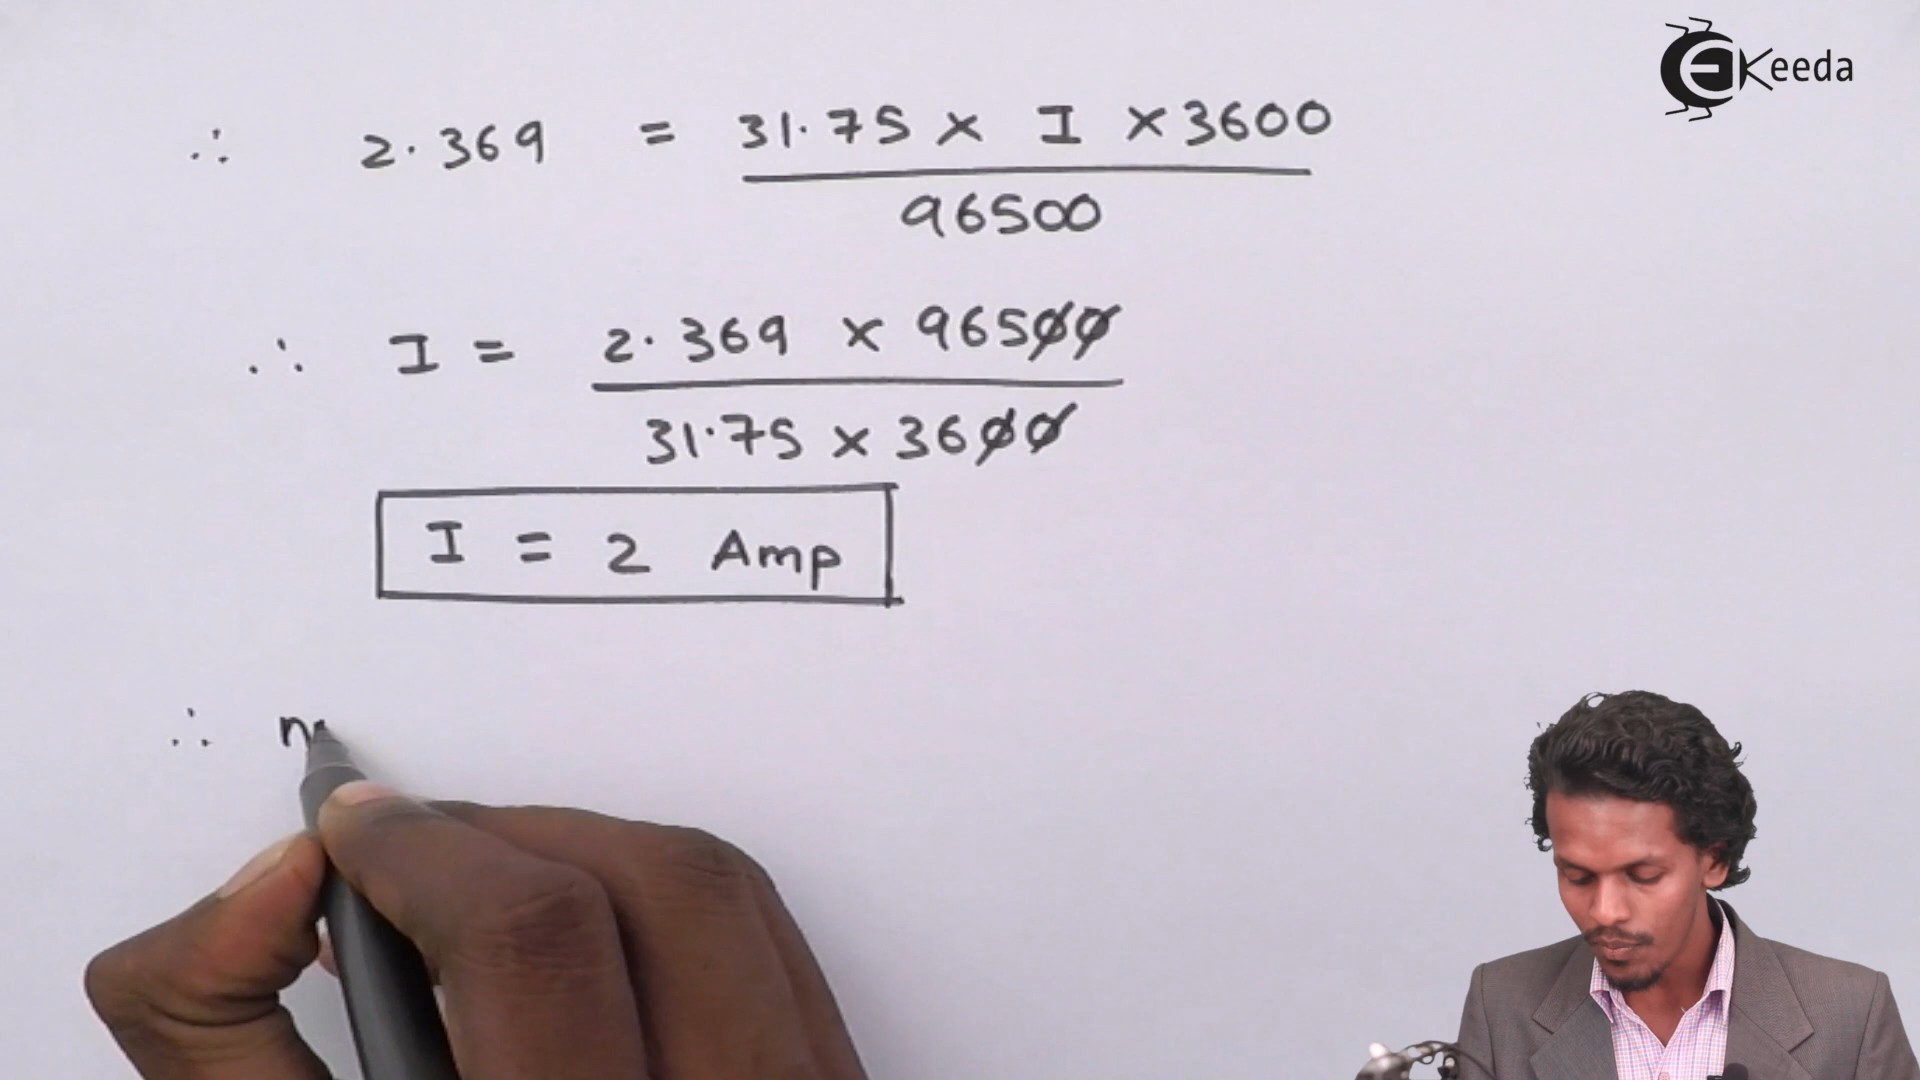 EKeeda
∴ 2.369 = 31.75 × I × 3600
96500
∴ I = 2.369 × 96500
31.75 × 3600
I = 2 Amp
∴